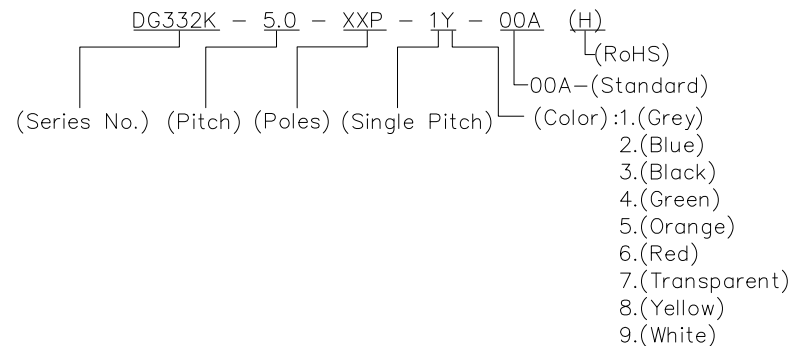 DG332K - 5.0 - XXP - 1Y - 00A (H)
(RoHS)
00A-(Standard)
(Series No.) (Pitch) (Poles) (Single Pitch) (Color):1.(Grey)
2.(Blue)
3.(Black)
4.(Green)
5.(Orange)
6.(Red)
7.(Transparent)
8.(Yellow)
9.(White)